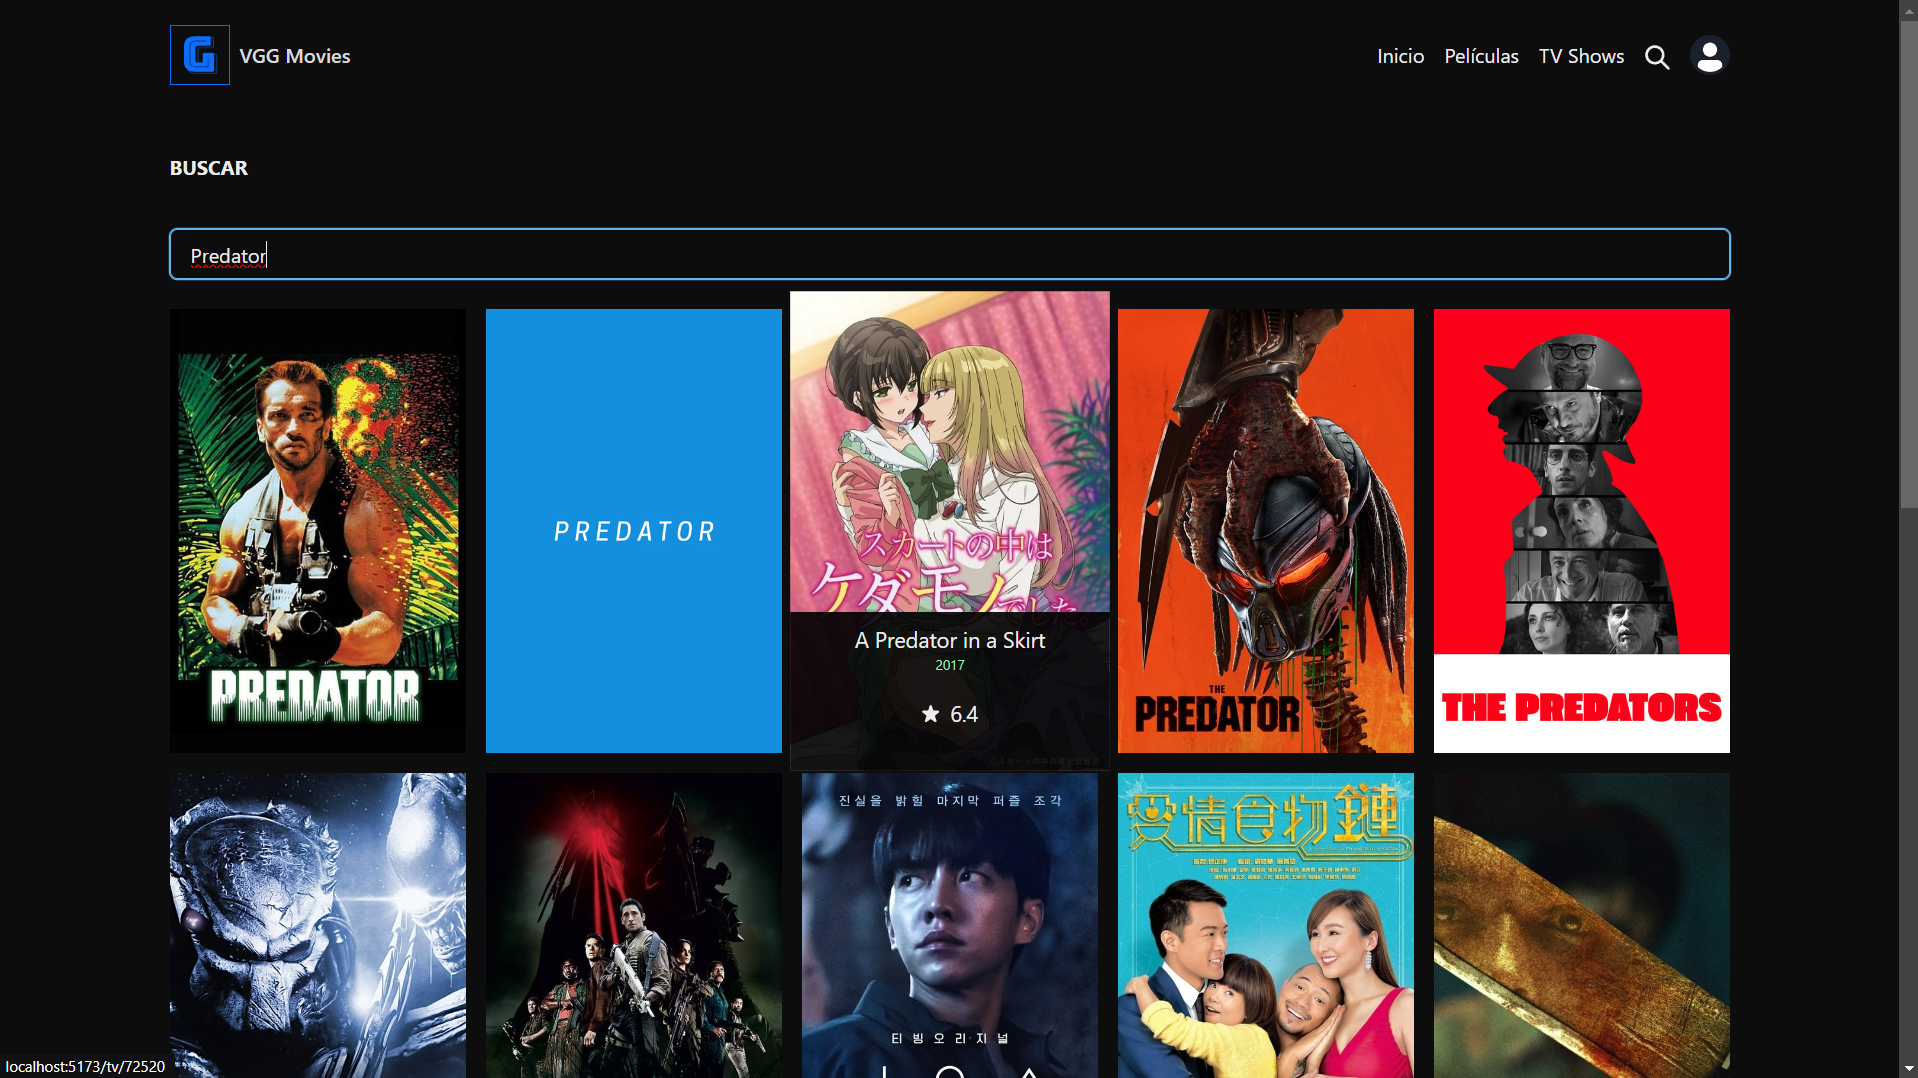 G
VGG Movies
Inicio
Películas
TV Shows
BUSCAR
Predator
PREDATOR
PREDATOR
スカートの中は
ケダモノでした。
A Predator in a Skirt
2017
6.4
THE
PREDATOR
THE PREDATORS
진실을 밝힐 마지막 퍼즐 조각
티빙 오리지널
愛情食物鏈
localhost:5173/tv/72520